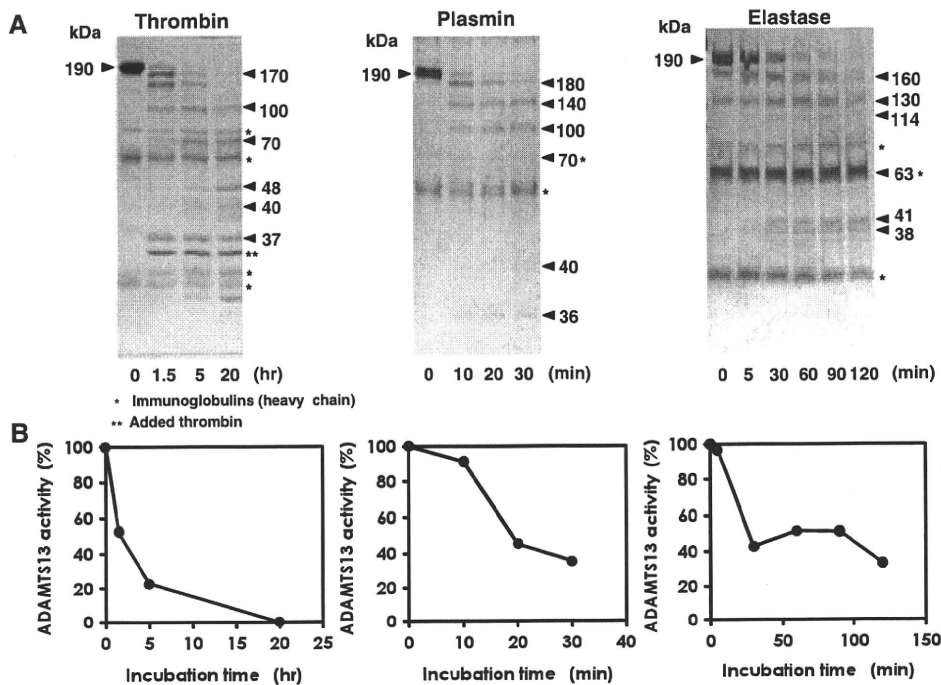 A
Thrombin
kDa
190
170
100
*
70
*
48
40
37
**
*
*
0 1.5 5 20 (hr)
* Immunoglobulins (heavy chain)
** Added thrombin
Plasmin
kDa
190
180
140
100
70*
*
40
36
0 10 20 30 (min)
Elastase
kDa
190
160
130
114
*
63*
41
38
*
0 5 30 60 90 120 (min)
B
ADAMTS13 activity (%)
100
80
60
40
20
0
0 5 10 15 20 25
Incubation time (hr)
ADAMTS13 activity (%)
100
80
60
40
20
0
0 10 20 30 40
Incubation time (min)
ADAMTS13 activity (%)
100
80
60
40
20
0
0 50 100 150
Incubation time (min)